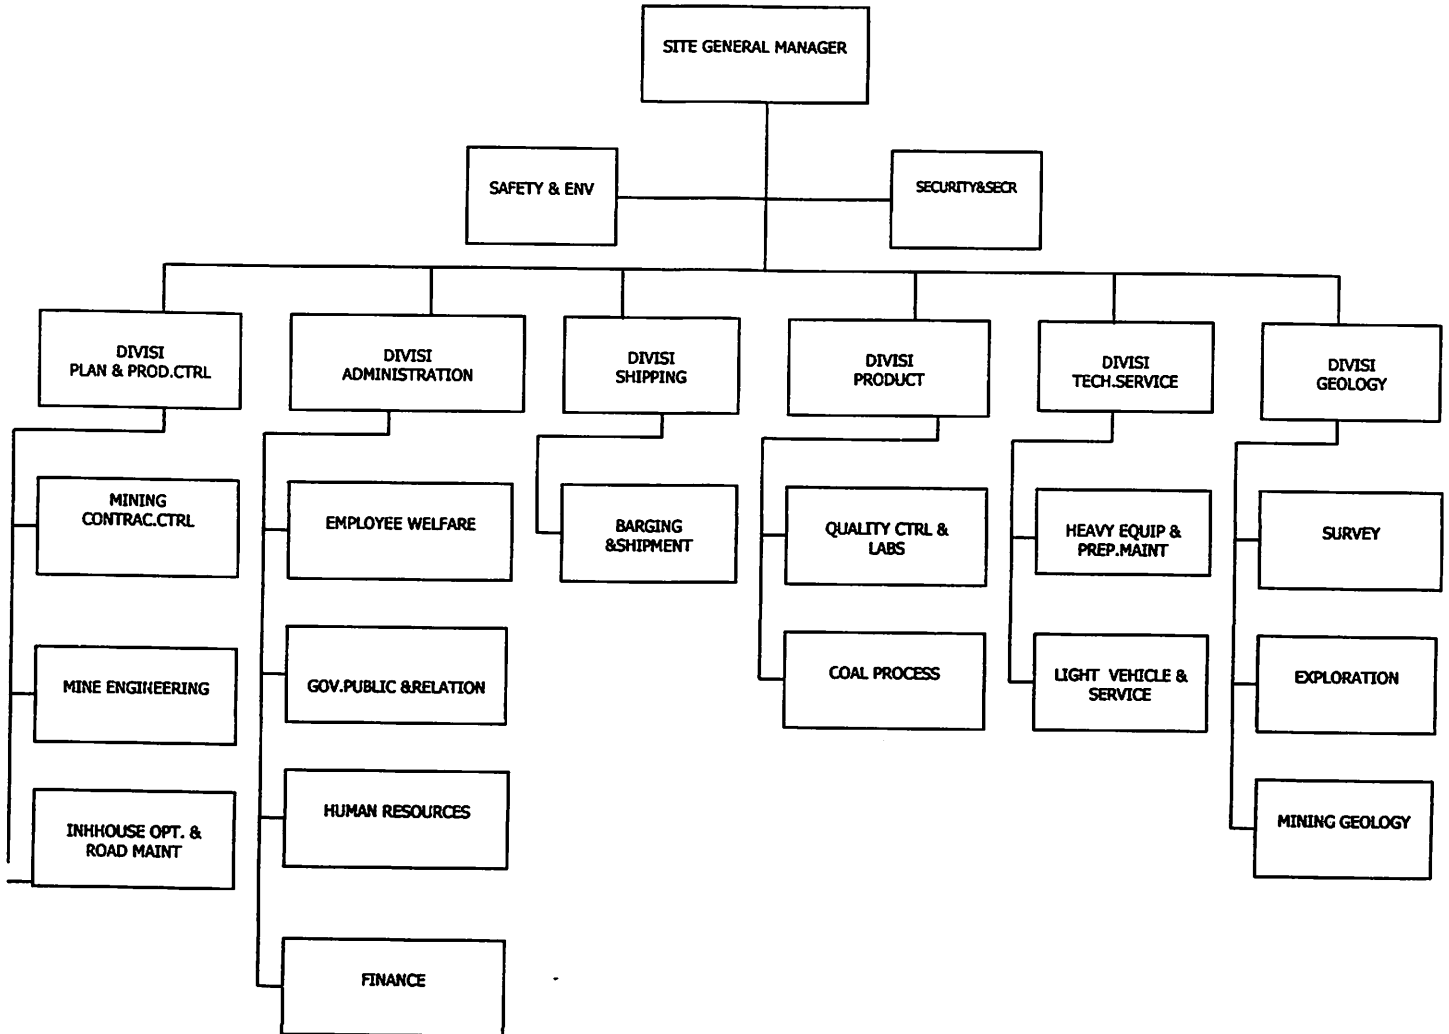 SITE GENERAL MANAGER
SAFETY & ENV
SECURITY&SECR
DIVISI
PLAN & PROD.CTRL
DIVISI
ADMINISTRATION
DIVISI
SHIPPING
DIVISI
PRODUCT
DIVISI
TECH.SERVICE
DIVISI
GEOLOGY
MINING
CONTRAC.CTRL
MINE ENGINEERING
INHHOUSE OPT. &
ROAD MAINT
EMPLOYEE WELFARE
GOV.PUBLIC &RELATION
HUMAN RESOURCES
FINANCE
BARGING
&SHIPMENT
QUALITY CTRL &
LABS
COAL PROCESS
HEAVY EQUIP &
PREP.MAINT
LIGHT VEHICLE &
SERVICE
SURVEY
EXPLORATION
MINING GEOLOGY